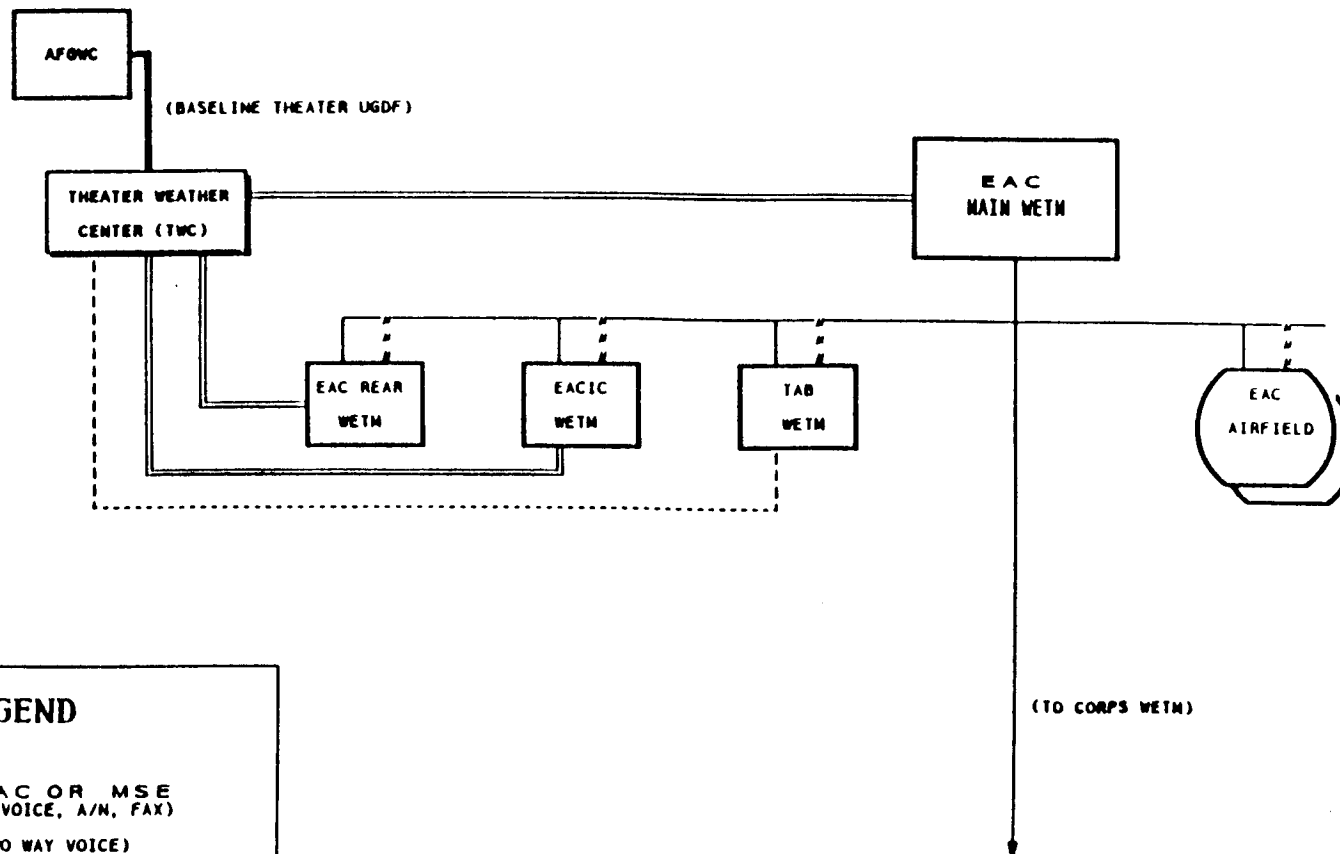 AFGWC
(BASELINE THEATER UGDF)
THEATER WEATHER
CENTER (TWC)
EAC
MAIN WETM
EAC REAR
WETM
EACIC
WETM
TAB
WETM
EAC
AIRFIELD
(TO CORPS WETM)
GEND
AC OR MSE
VOICE, A/N, FAX)
O WAY VOICE)